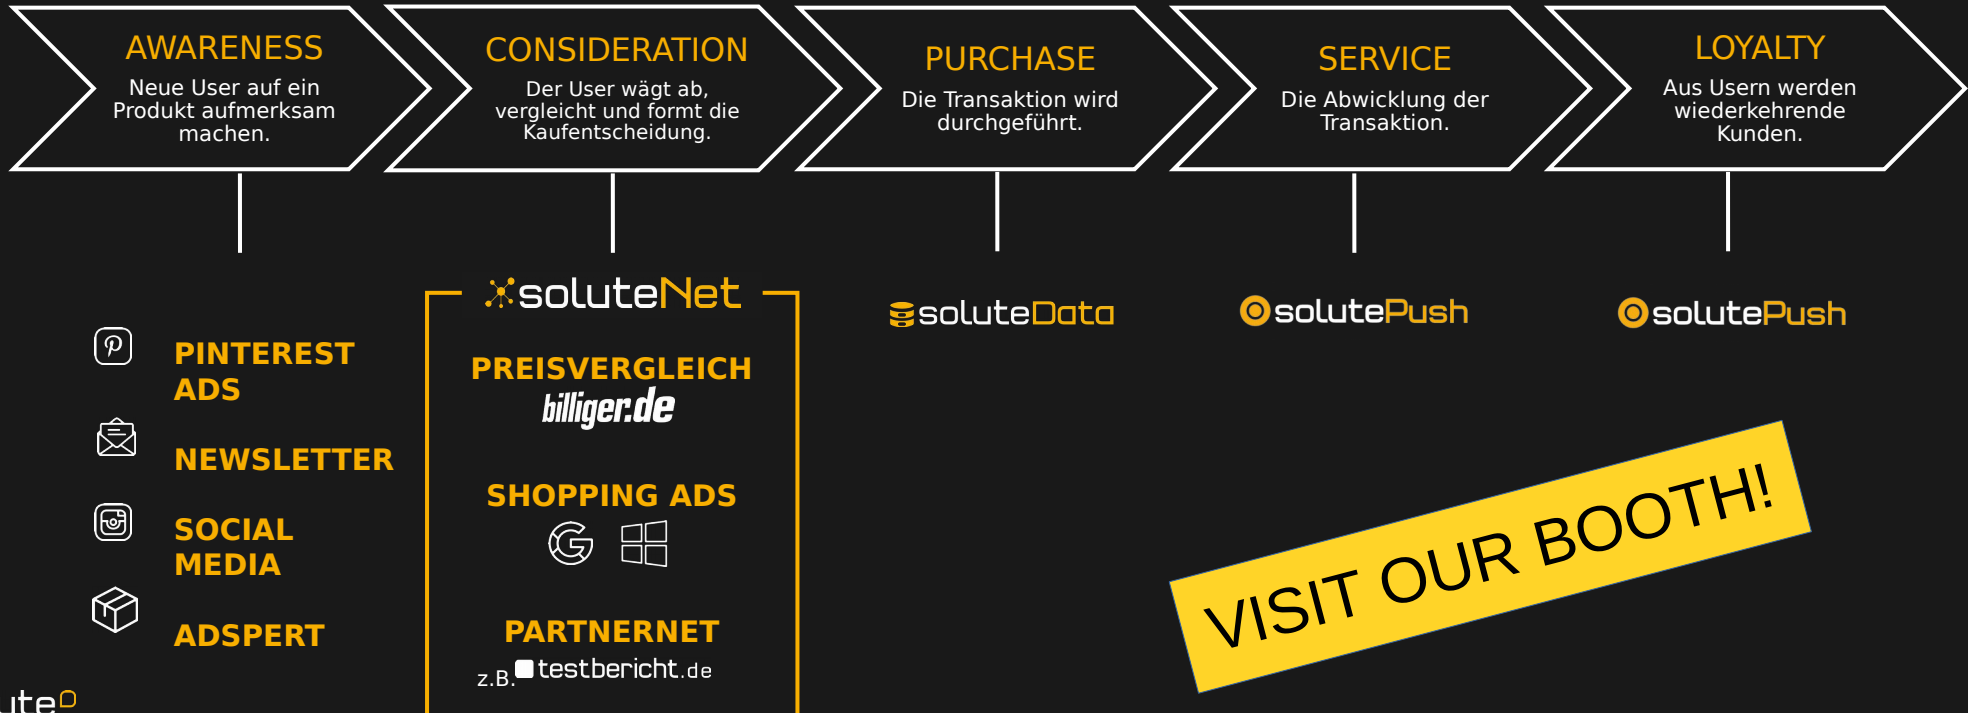 AWARENESS
Neue User auf ein
Produkt aufmerksam
machen.
CONSIDERATION
Der User wägt ab,
vergleicht und formt die
Kaufentscheidung.
PURCHASE
Die Transaktion wird
durchgeführt.
SERVICE
Die Abwicklung der
Transaktion.
LOYALTY
Aus Usern werden
wiederkehrende
Kunden.
PINTEREST
ADS
NEWSLETTER
SOCIAL
MEDIA
ADSPERT
soluteNet
PREISVERGLEICH
billiger.de
SHOPPING ADS
PARTNERNET
z.B. testbericht.de
soluteData
solutePush
solutePush
VISIT OUR BOOTH!
ute